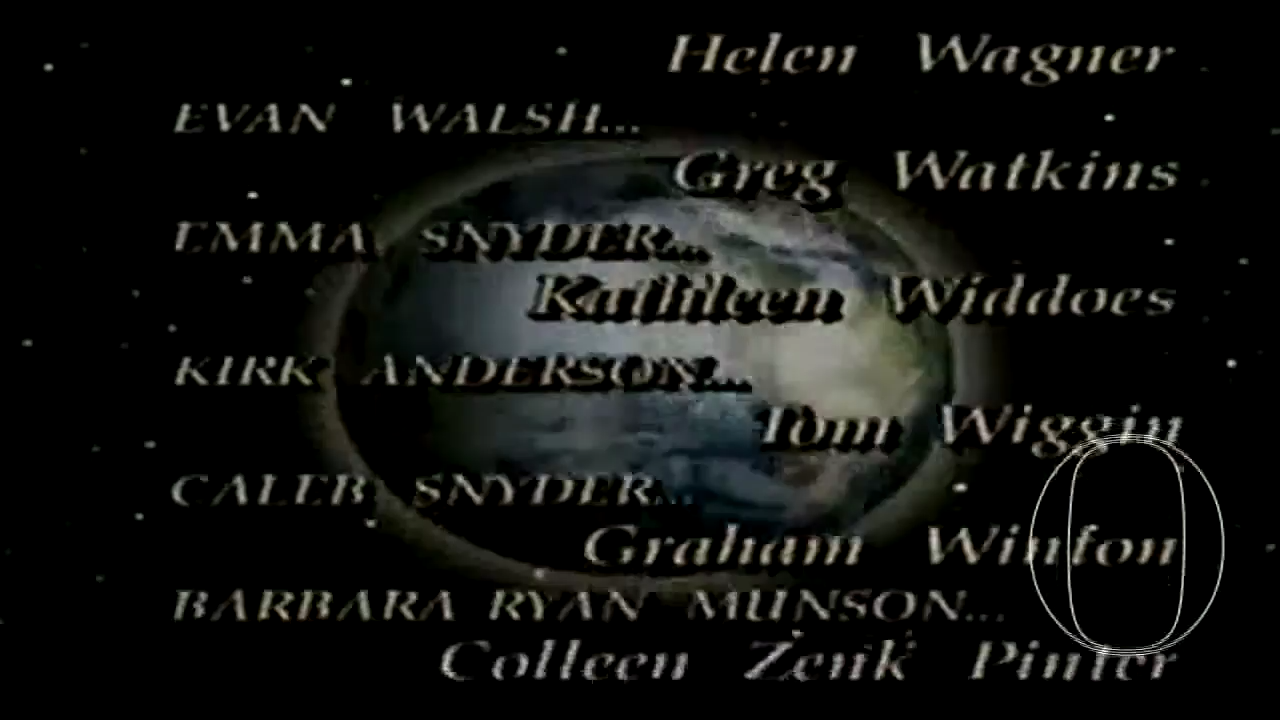 Helen Wagner
EVAN WALSH...
Greg Watkins
EMMA SNYDER...
Kathleen Widdoes
KIRK ANDERSON...
Tom Wiggin
CALEB SNYDER...
Graham Winton
BARBARA RYAN MUNSON...
Colleen Zenk Pinter
O